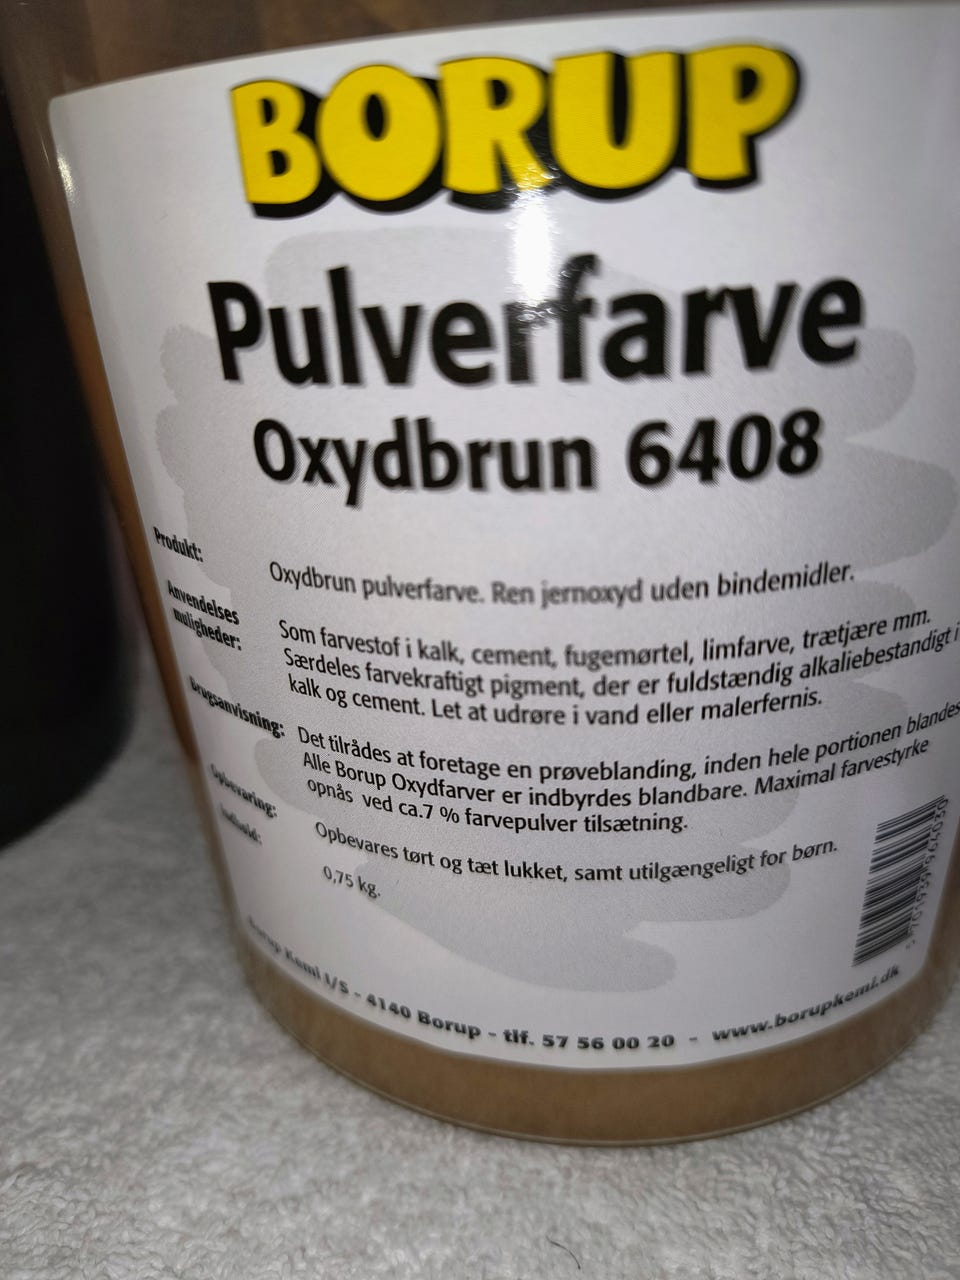 BORUP
Pulverfarve
Oxydbrun 6408
Produkt: Oxydbrun pulverfarve. Ren jernoxyd uden bindemidler.
Anvendelses
muligheder: Som farvestof i kalk, cement, fugemørtel, limfarve, trætjære mm.
Særdeles farvekraftigt pigment, der er fuldstændig alkaliebestandigt i
kalk og cement. Let at udrøre i vand eller malerfernis.
Brugsanvisning: Det tilrådes at foretage en prøveblanding, inden hele portionen blandes
Alle Borup Oxydfarver er indbyrdes blandbare. Maximal farvestyrke
opnås ved ca.7 % farvepulver tilsætning.
Opbevaring: Opbevares tørt og tæt lukket, samt utilgængeligt for børn.
Indhold: 0,75 kg.
5 701939 964030
Borup Kemi I/S - 4140 Borup - tlf. 57 56 00 20 - www.borupkemi.dk